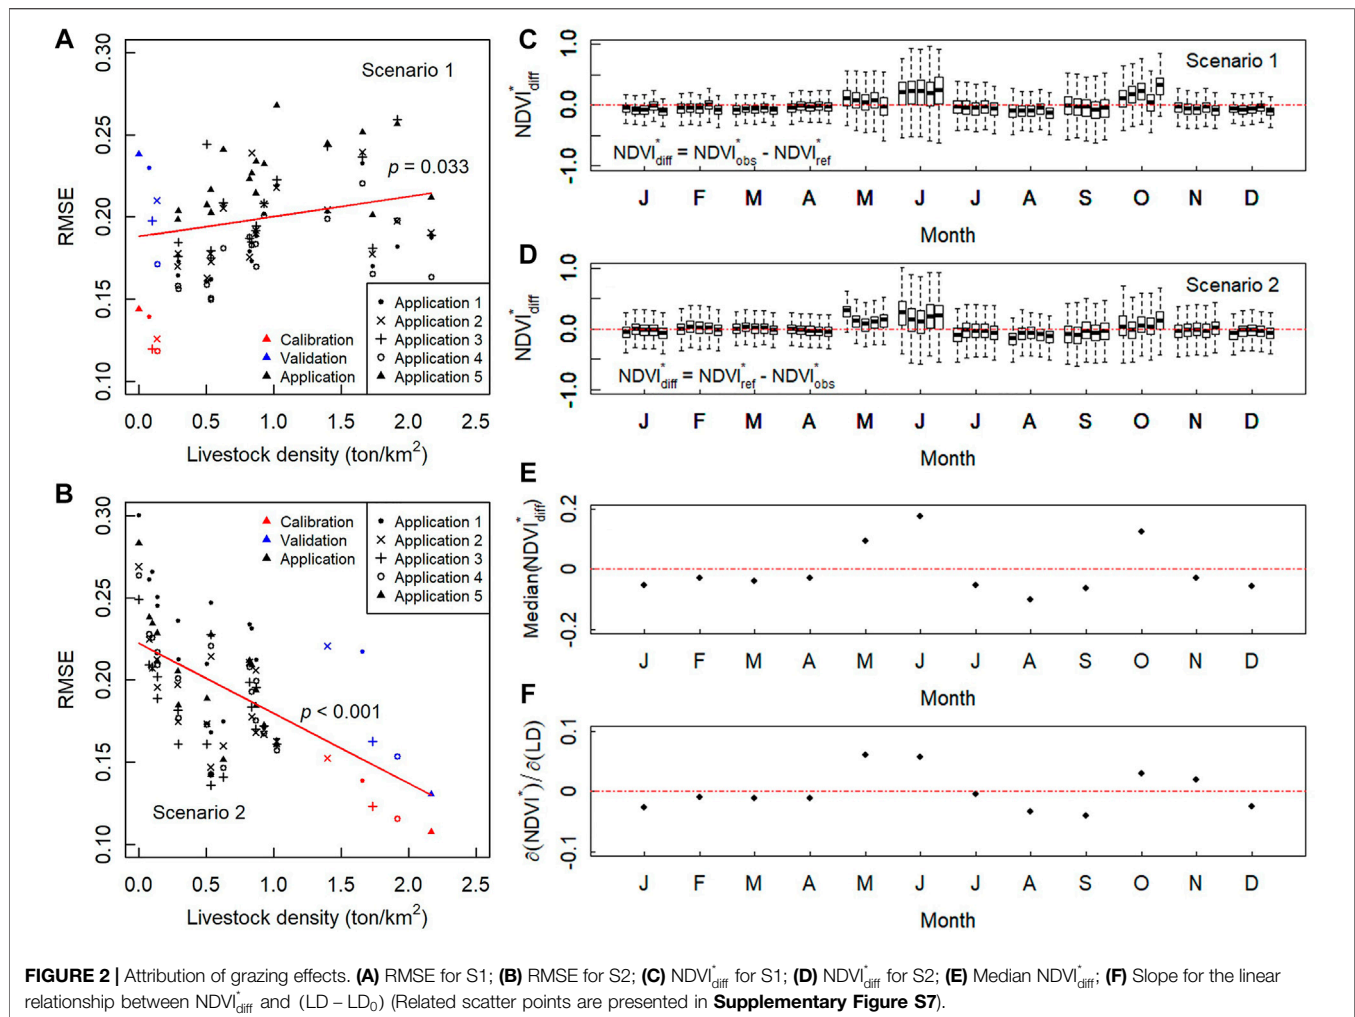 A
Scenario 1
p = 0.033
RMSE
0.30
0.25
0.20
0.15
0.10
Calibration
Validation
Application
Application 1
Application 2
Application 3
Application 4
Application 5
0.0 0.5 1.0 1.5 2.0 2.5
Livestock density (ton/km²)
B
Calibration
Validation
Application
Application 1
Application 2
Application 3
Application 4
Application 5
RMSE
0.30
0.25
0.20
0.15
0.10
p < 0.001
Scenario 2
0.0 0.5 1.0 1.5 2.0 2.5
Livestock density (ton/km²)
C
Scenario 1
NDVI*diff
1.0
0.0
-1.0
NDVI*diff = NDVI*obs - NDVI*ref
J F M A M J J A S O N D
Month
D
Scenario 2
NDVI*diff
1.0
0.0
-1.0
NDVI*diff = NDVI*ref - NDVI*obs
J F M A M J J A S O N D
Month
E
Median(NDVI*diff)
0.2
0
-0.2
J F M A M J J A S O N D
Month
F
∂(NDVI*) / ∂(LD)
0.1
0
-0.1
J F M A M J J A S O N D
Month
FIGURE 2 | Attribution of grazing effects. (A) RMSE for S1; (B) RMSE for S2; (C) NDVI*diff for S1; (D) NDVI*diff for S2; (E) Median NDVI*diff; (F) Slope for the linear
relationship between NDVI*diff and (LD – LD₀) (Related scatter points are presented in Supplementary Figure S7).